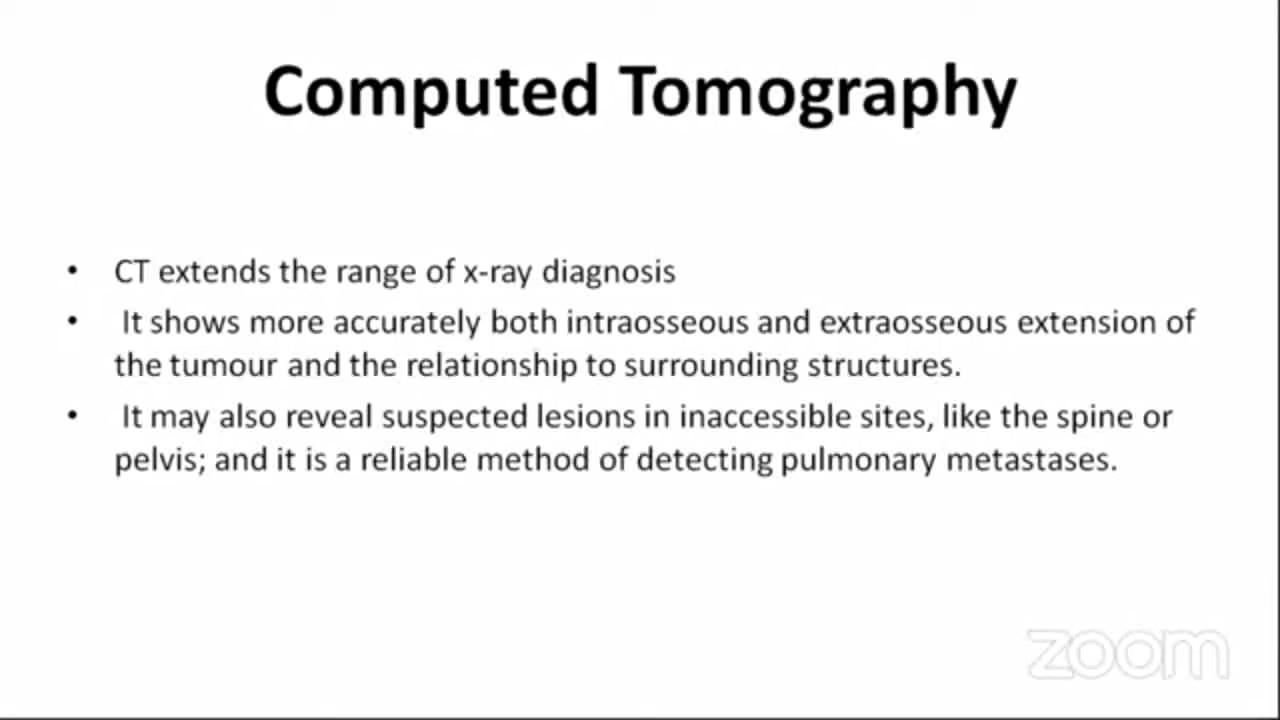 Computed Tomography
• CT extends the range of x-ray diagnosis
• It shows more accurately both intraosseous and extraosseous extension of
the tumour and the relationship to surrounding structures.
• It may also reveal suspected lesions in inaccessible sites, like the spine or
pelvis; and it is a reliable method of detecting pulmonary metastases.
zoom